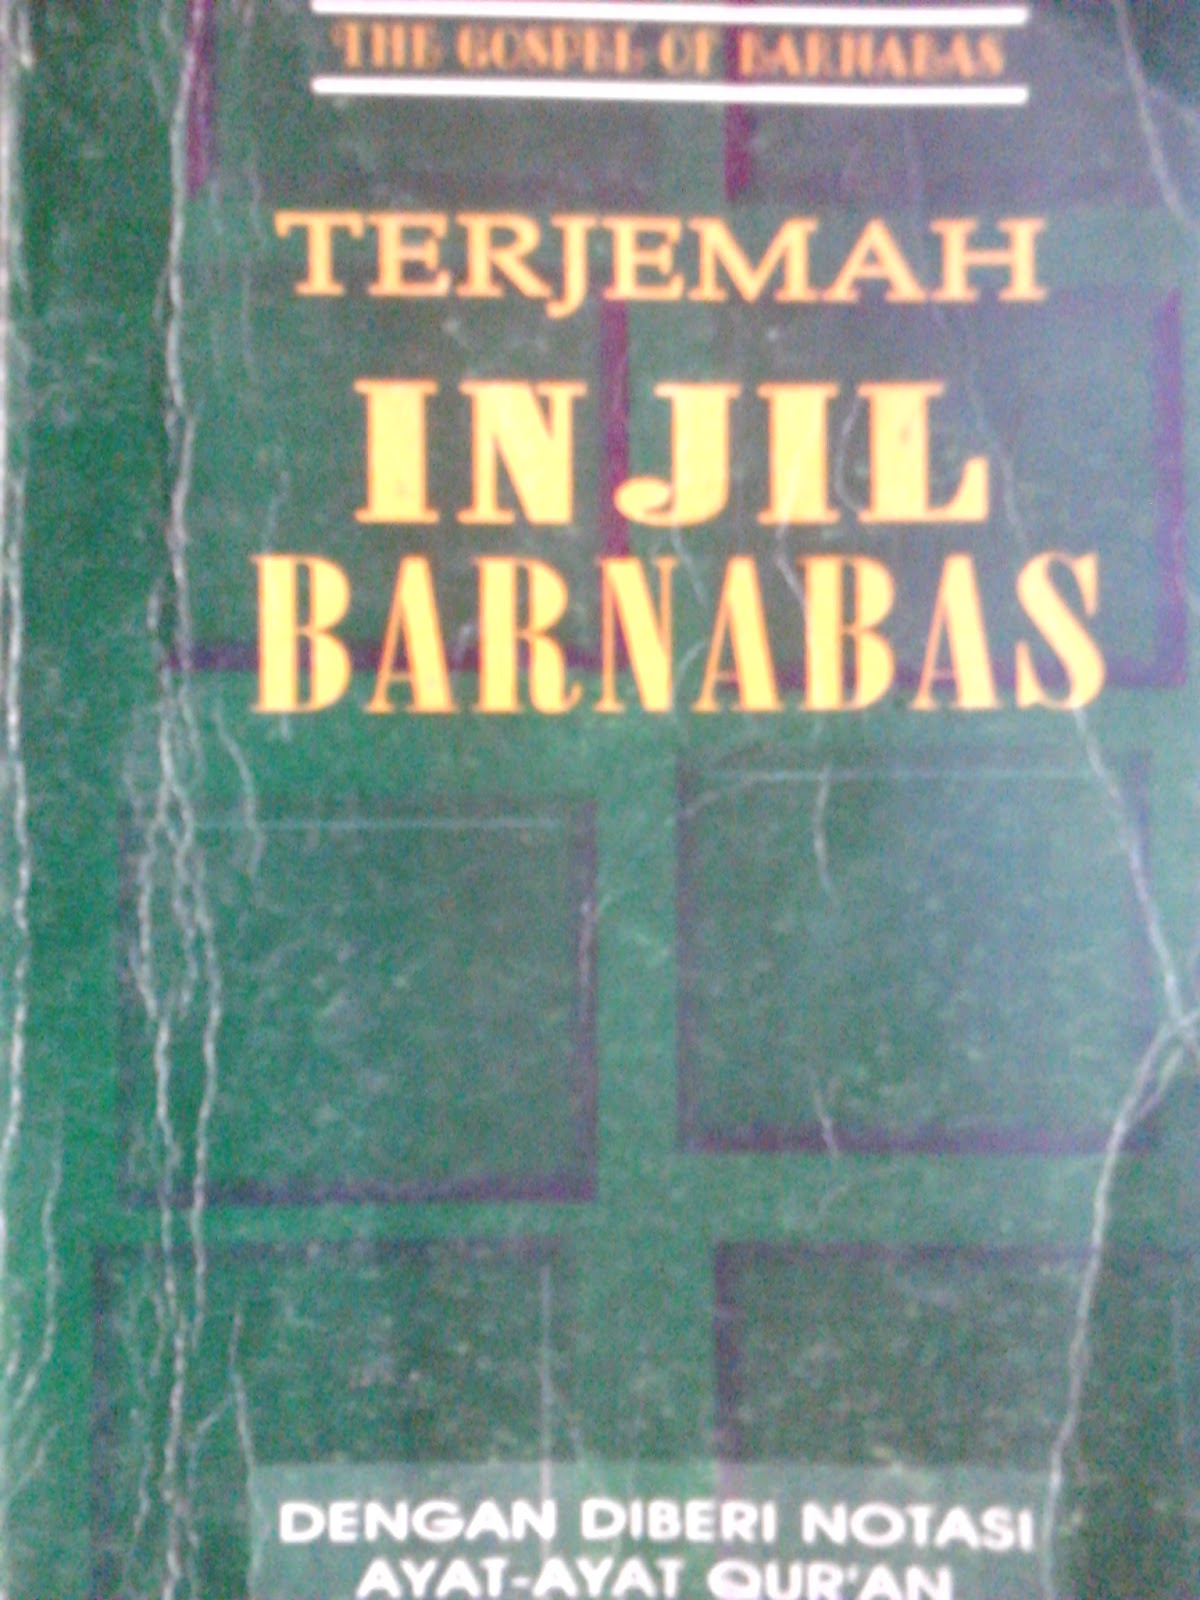 THE GOSPEL OF BARNABAS
TERJEMAH
INJIL
BARNABAS
DENGAN DIBERI NOTASI
AYAT-AYAT QUR'AN